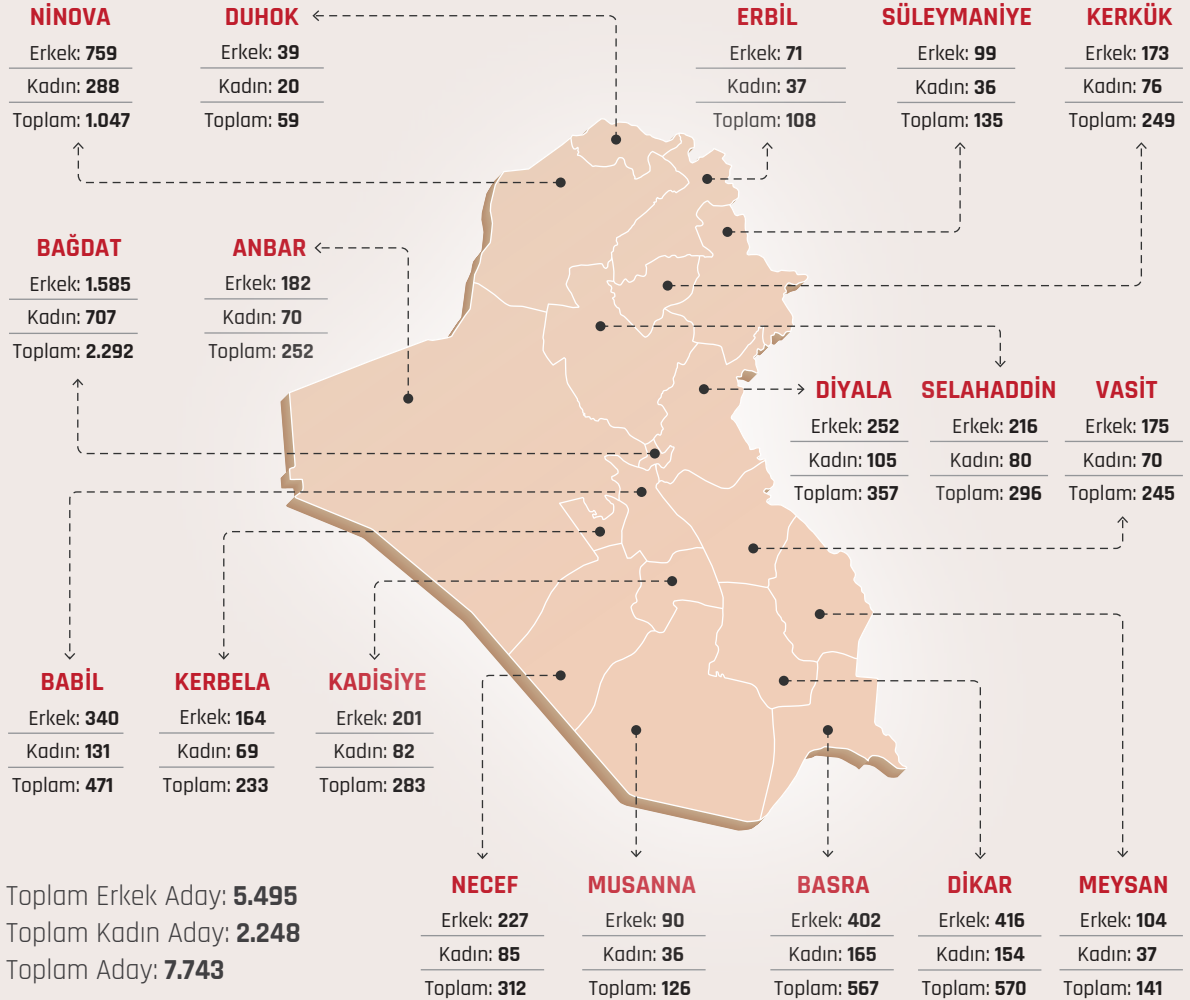 NİNOVA
Erkek: 759
Kadın: 288
Toplam: 1.047
DUHOK
Erkek: 39
Kadın: 20
Toplam: 59
ERBİL
Erkek: 71
Kadın: 37
Toplam: 108
SÜLEYMANİYE
Erkek: 99
Kadın: 36
Toplam: 135
KERKÜK
Erkek: 173
Kadın: 76
Toplam: 249
BAĞDAT
Erkek: 1.585
Kadın: 707
Toplam: 2.292
ANBAR
Erkek: 182
Kadın: 70
Toplam: 252
DİYALA
Erkek: 252
Kadın: 105
Toplam: 357
SELAHADDİN
Erkek: 216
Kadın: 80
Toplam: 296
VASİT
Erkek: 175
Kadın: 70
Toplam: 245
BABİL
Erkek: 340
Kadın: 131
Toplam: 471
KERBELA
Erkek: 164
Kadın: 69
Toplam: 233
KADİSİYE
Erkek: 201
Kadın: 82
Toplam: 283
NECEF
Erkek: 227
Kadın: 85
Toplam: 312
MUSANNA
Erkek: 90
Kadın: 36
Toplam: 126
BASRA
Erkek: 402
Kadın: 165
Toplam: 567
DİKAR
Erkek: 416
Kadın: 154
Toplam: 570
MEYSAN
Erkek: 104
Kadın: 37
Toplam: 141
Toplam Erkek Aday: 5.495
Toplam Kadın Aday: 2.248
Toplam Aday: 7.743